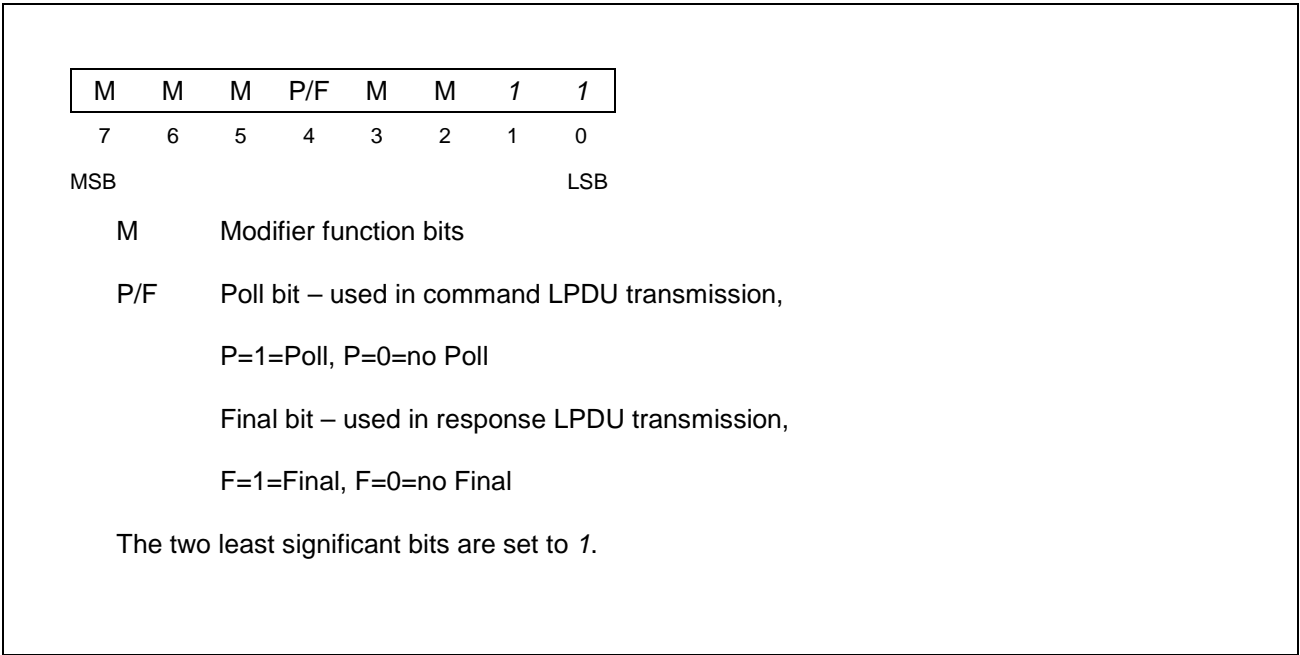 M M M P/F M M 1 1
7 6 5 4 3 2 1 0
MSB LSB
M Modifier function bits
P/F Poll bit – used in command LPDU transmission,
P=1=Poll, P=0=no Poll
Final bit – used in response LPDU transmission,
F=1=Final, F=0=no Final
The two least significant bits are set to 1.